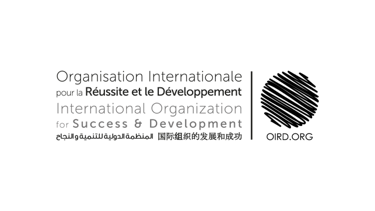 Organisation Internationale
pour la Réussite et le Développement
International Organization
for Success & Development
المنظمة الدولية للتنمية والنجاح 国际组织的发展和成功
OIRD.ORG